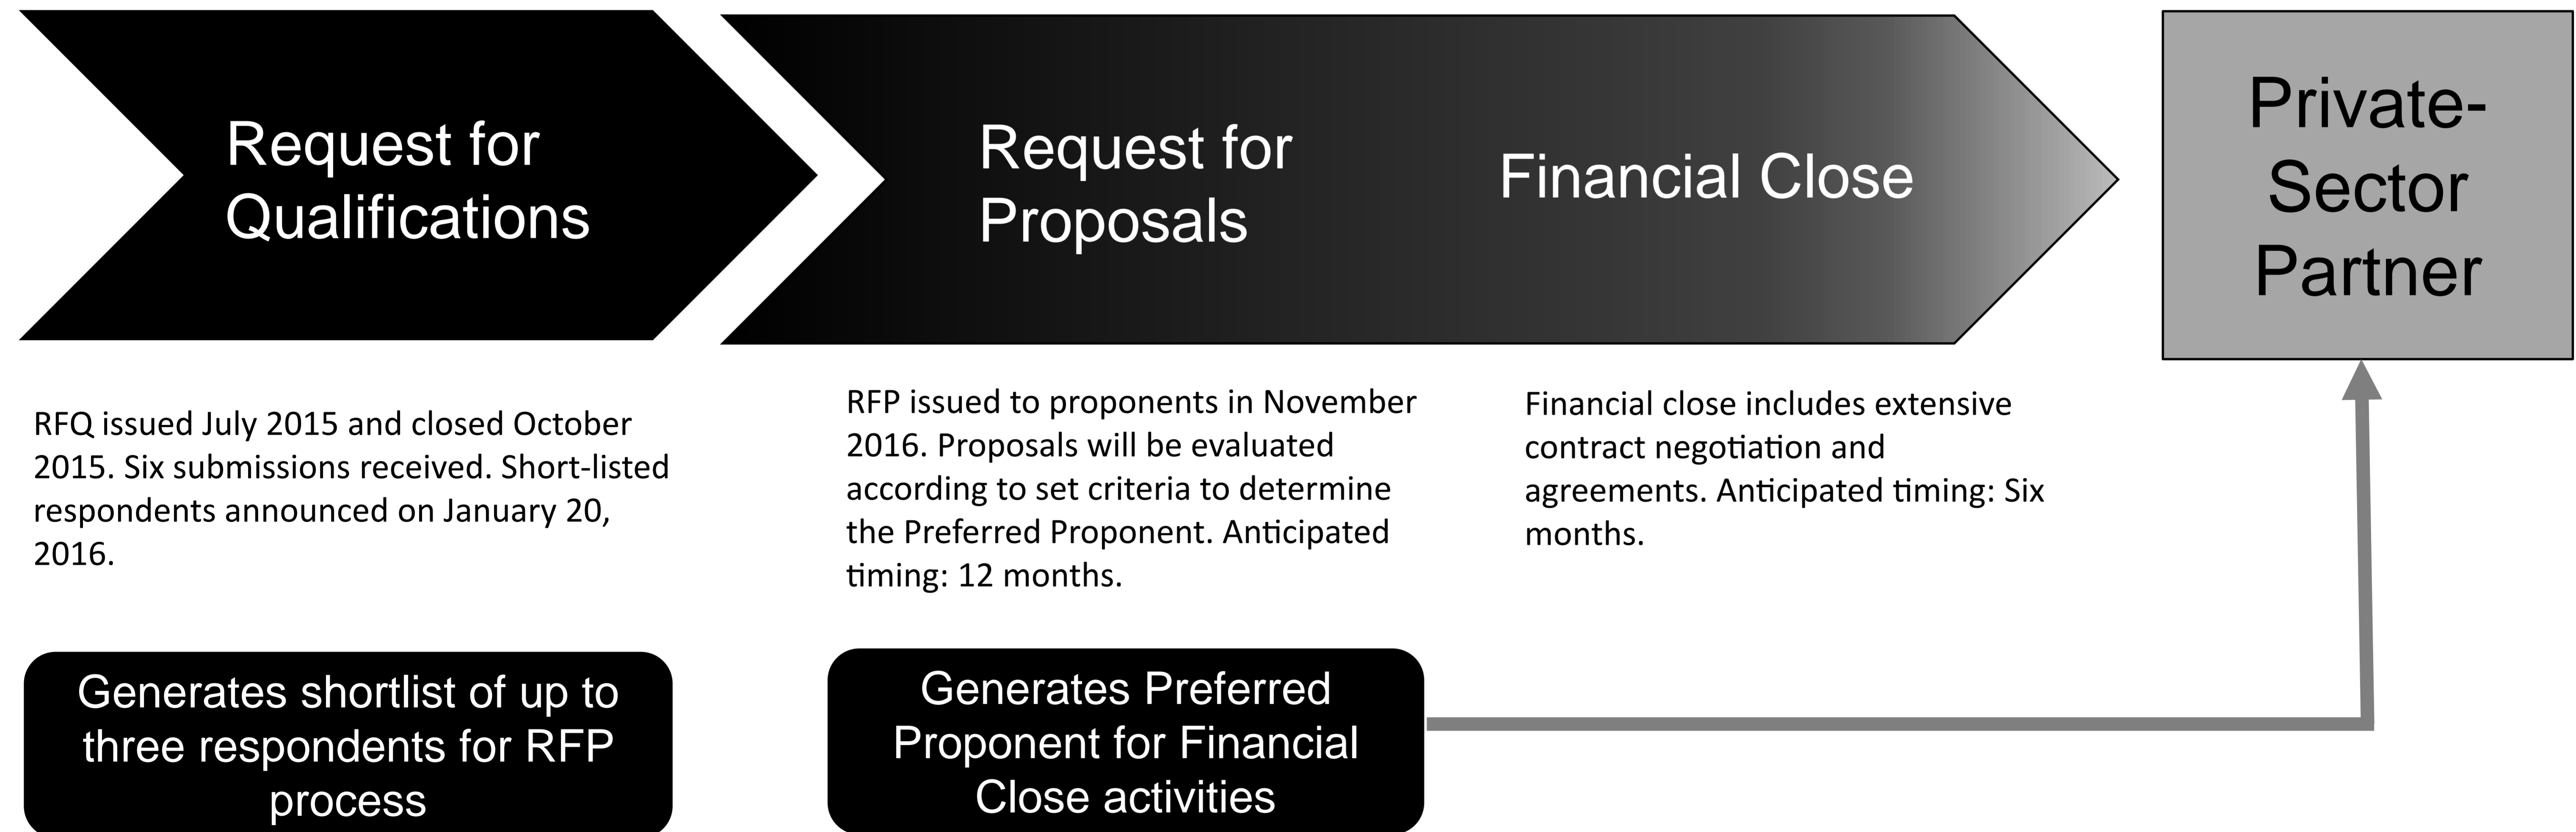 Request for
Qualifications
Request for
Proposals
Financial Close
Private-
Sector
Partner
RFQ issued July 2015 and closed October
2015. Six submissions received. Short-listed
respondents announced on January 20,
2016.
RFP issued to proponents in November
2016. Proposals will be evaluated
according to set criteria to determine
the Preferred Proponent. Anticipated
timing: 12 months.
Financial close includes extensive
contract negotiation and
agreements. Anticipated timing: Six
months.
Generates shortlist of up to
three respondents for RFP
process
Generates Preferred
Proponent for Financial
Close activities